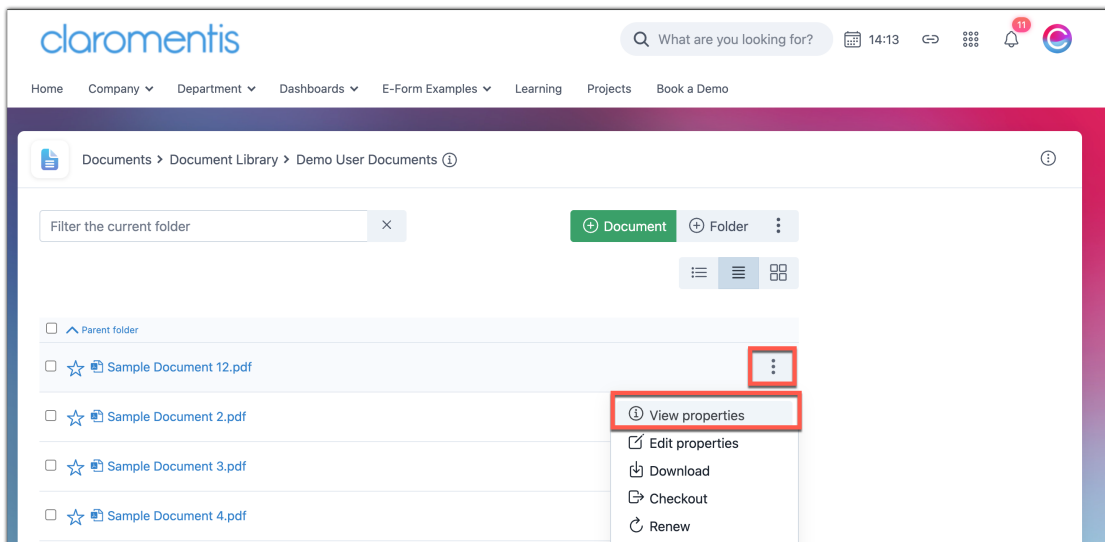 claromentis
What are you looking for?
14:13
11
Home Company Department Dashboards E-Form Examples Learning Projects Book a Demo
Documents > Document Library > Demo User Documents
Filter the current folder
Document Folder
Parent folder
Sample Document 12.pdf
View properties
Sample Document 2.pdf
Edit properties
Sample Document 3.pdf
Download
Checkout
Sample Document 4.pdf
Renew